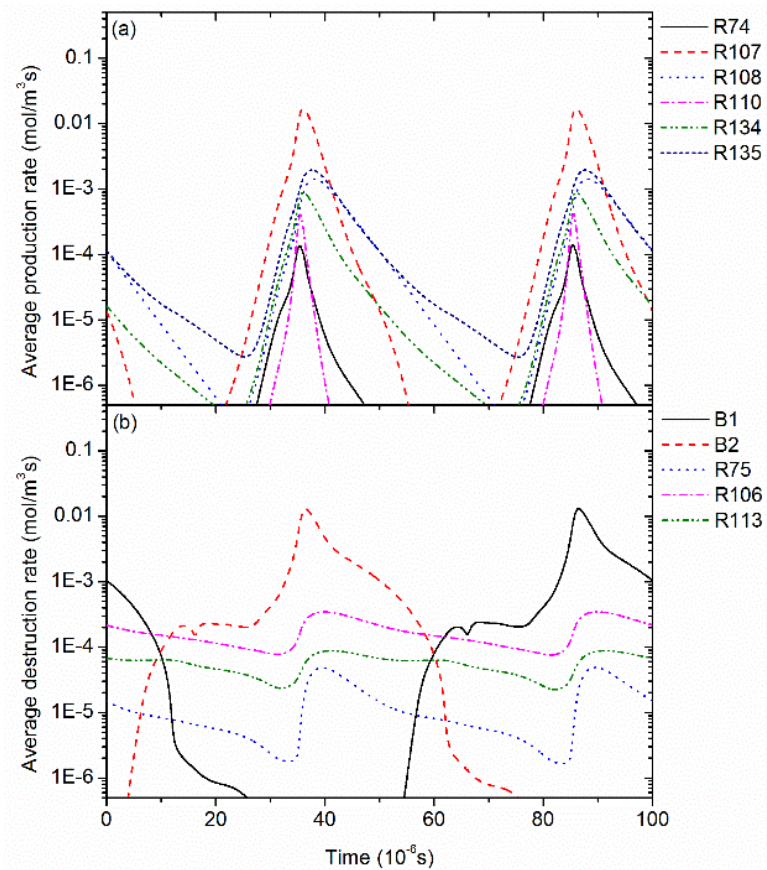 (a)
Average production rate (mol/m³s)
0.1
0.01
1E-3
1E-4
1E-5
1E-6
R74
R107
R108
R110
R134
R135
(b)
Average destruction rate (mol/m³s)
0.1
0.01
1E-3
1E-4
1E-5
1E-6
B1
B2
R75
R106
R113
0 20 40 60 80 100
Time (10⁻⁶s)